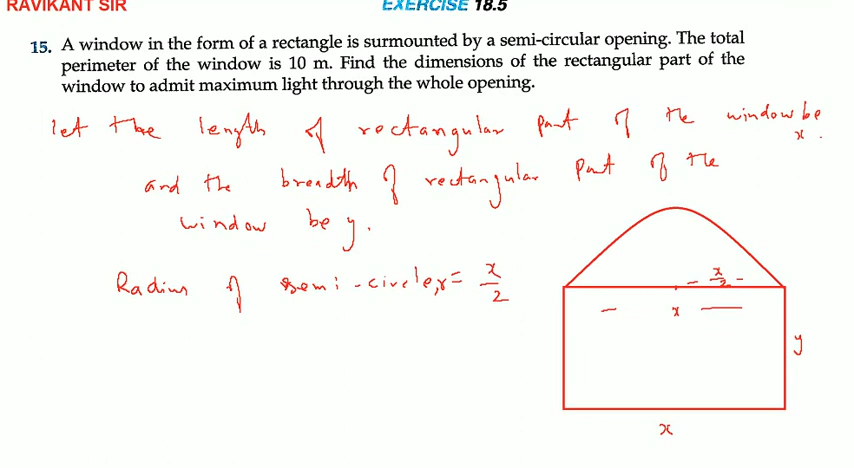 RAVIKANT SIR
EXERCISE 18.5
15. A window in the form of a rectangle is surmounted by a semi-circular opening. The total
perimeter of the window is 10 m. Find the dimensions of the rectangular part of the
window to admit maximum light through the whole opening.
let the length of rectangular part of the window be
x.
and the breadth of rectangular part of the
window be y.
Radius of semi-circle, r = x/2
x/2
x
y
x